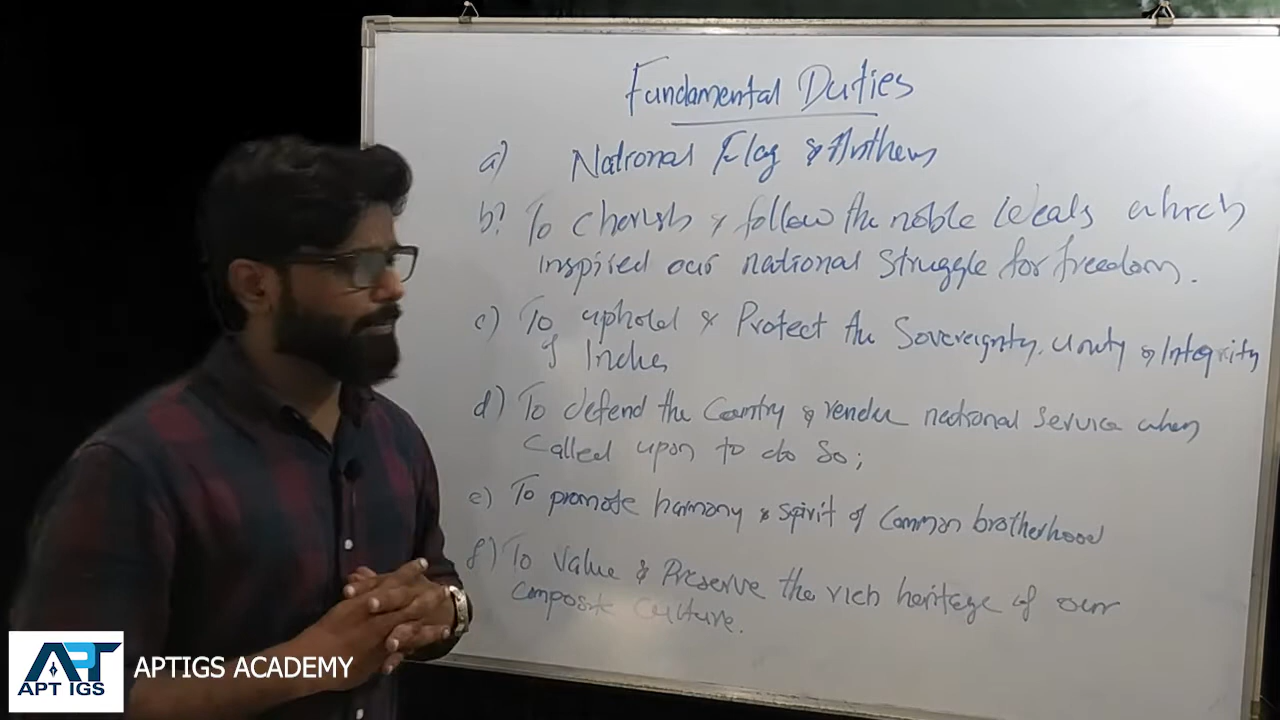 Fundamental Duties
a) National Flag & Anthem
b) To cherish & follow the noble ideals which
inspired our national struggle for freedom.
c) To uphold & Protect the Sovereignty, Unity & Integrity
of India
d) To defend the Country & render national service when
called upon to do so;
e) To promote harmony & spirit of Common brotherhood
f) To Value & Preserve the rich heritage of our
composite culture.
APT
APT IGS
APTIGS ACADEMY